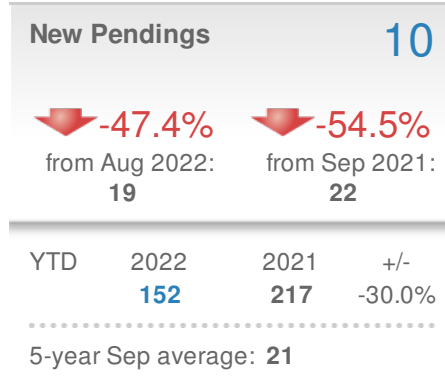 New Pendings 10
-47.4% -54.5%
from Aug 2022: from Sep 2021:
19 22
YTD 2022 2021 +/-
152 217 -30.0%
5-year Sep average: 21